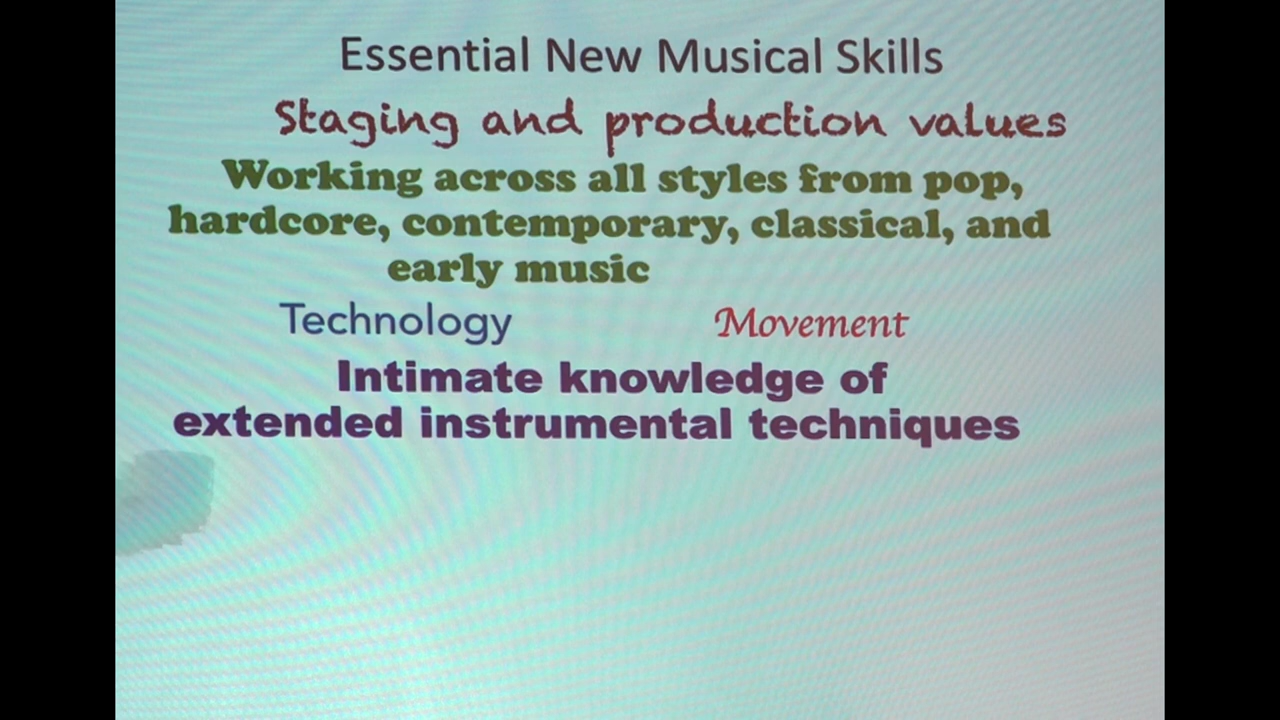 Essential New Musical Skills
Staging and production values
Working across all styles from pop,
hardcore, contemporary, classical, and
early music
Technology Movement
Intimate knowledge of
extended instrumental techniques